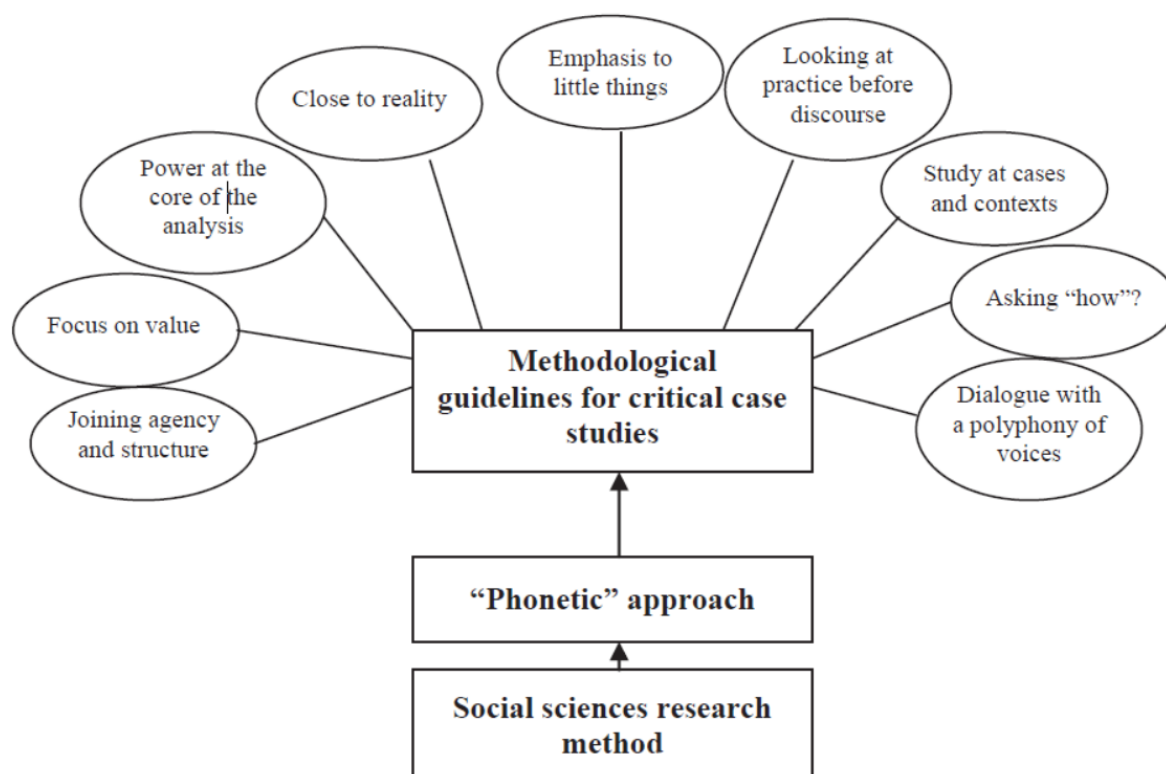 Emphasis to
little things
Looking at
practice before
discourse
Close to reality
Power at the
core of the
analysis
Study at cases
and contexts
Focus on value
Asking “how”?
Joining agency
and structure
Dialogue with
a polyphony of
voices
Methodological
guidelines for critical case
studies
“Phonetic” approach
Social sciences research
method